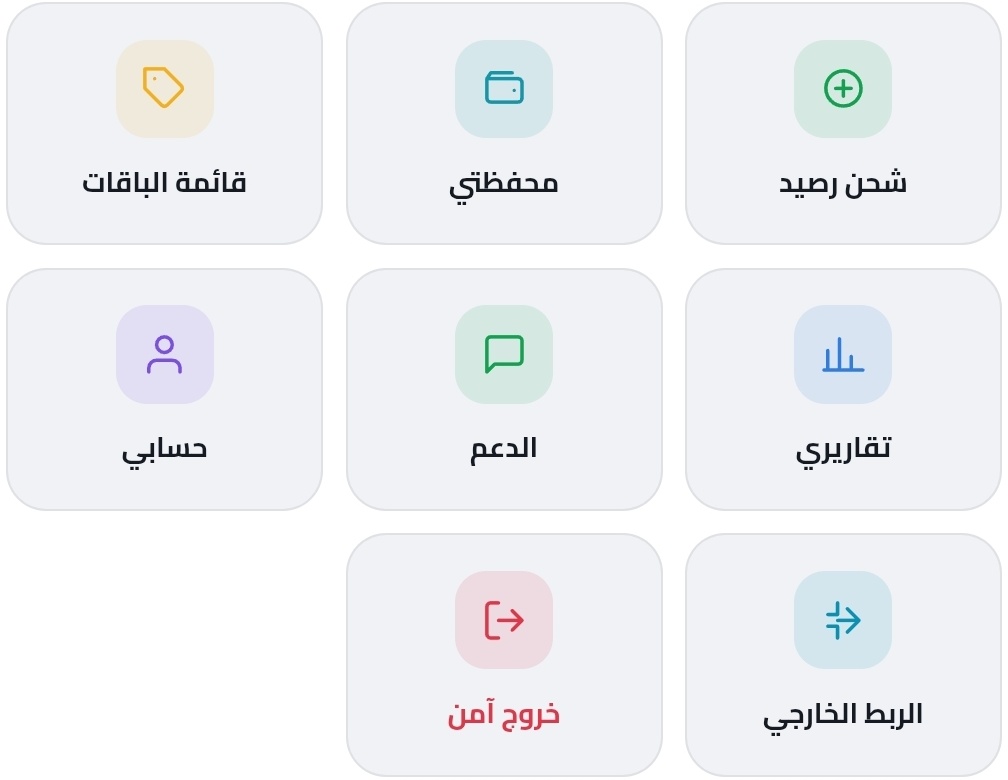 شحن رصيد
محفظتي
قائمة الباقات
تقاريري
الدعم
حسابي
الربط الخارجي
خروج آمن